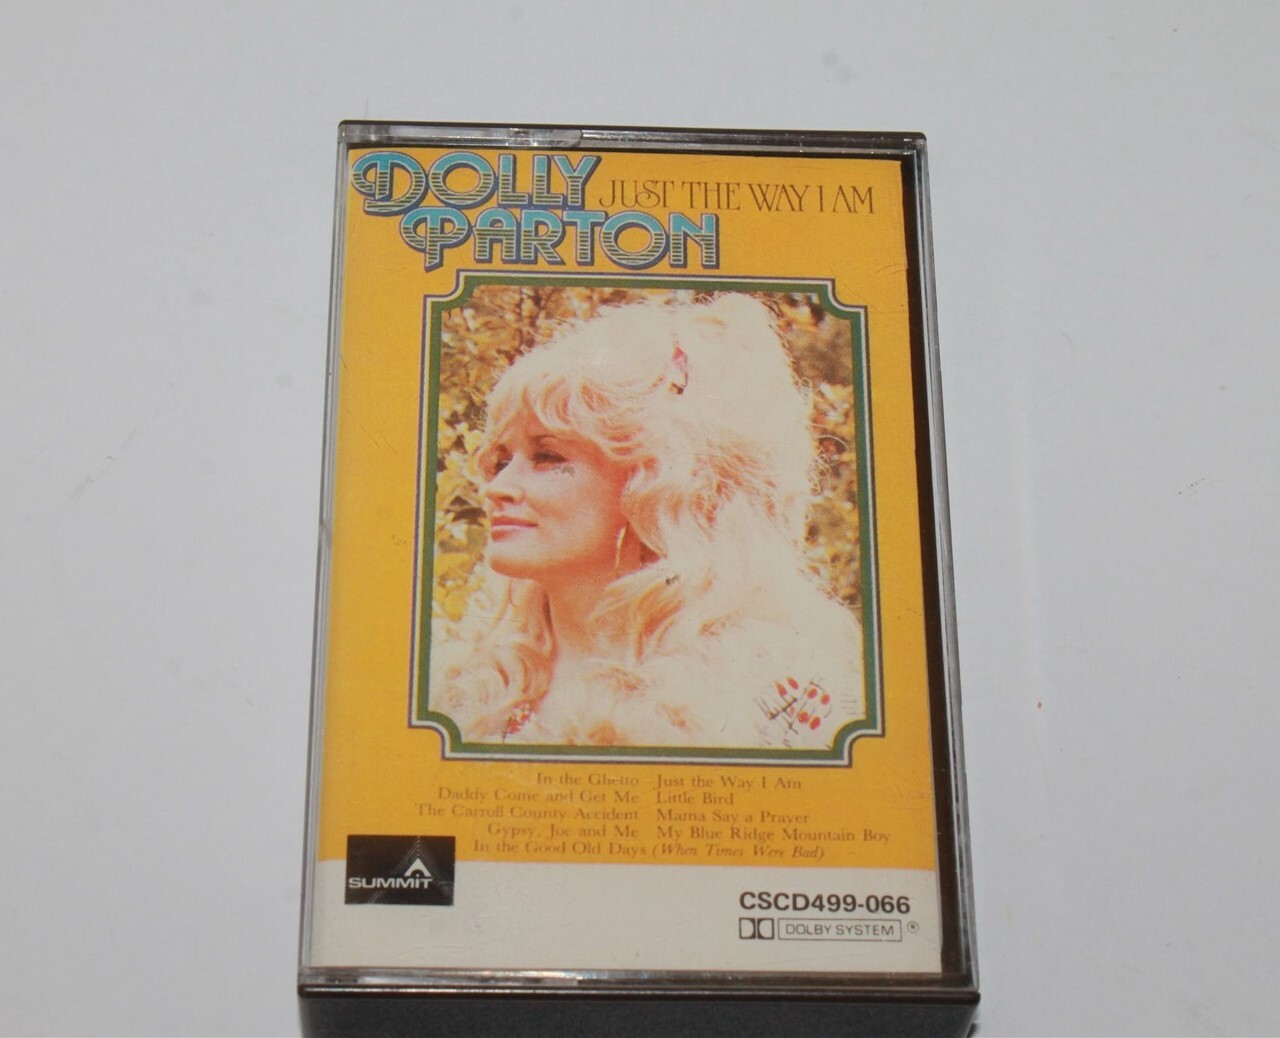 DOLLY PARTON
JUST THE WAY I AM
In the Ghetto Just the Way I Am
Daddy Come and Get Me Little Bird
The Carroll County Accident Mama Say a Prayer
Gypsy, Joe and Me My Blue Ridge Mountain Boy
In the Good Old Days (When Times Were Bad)
SUMMIT
CSCD499-066
DOLBY SYSTEM ®